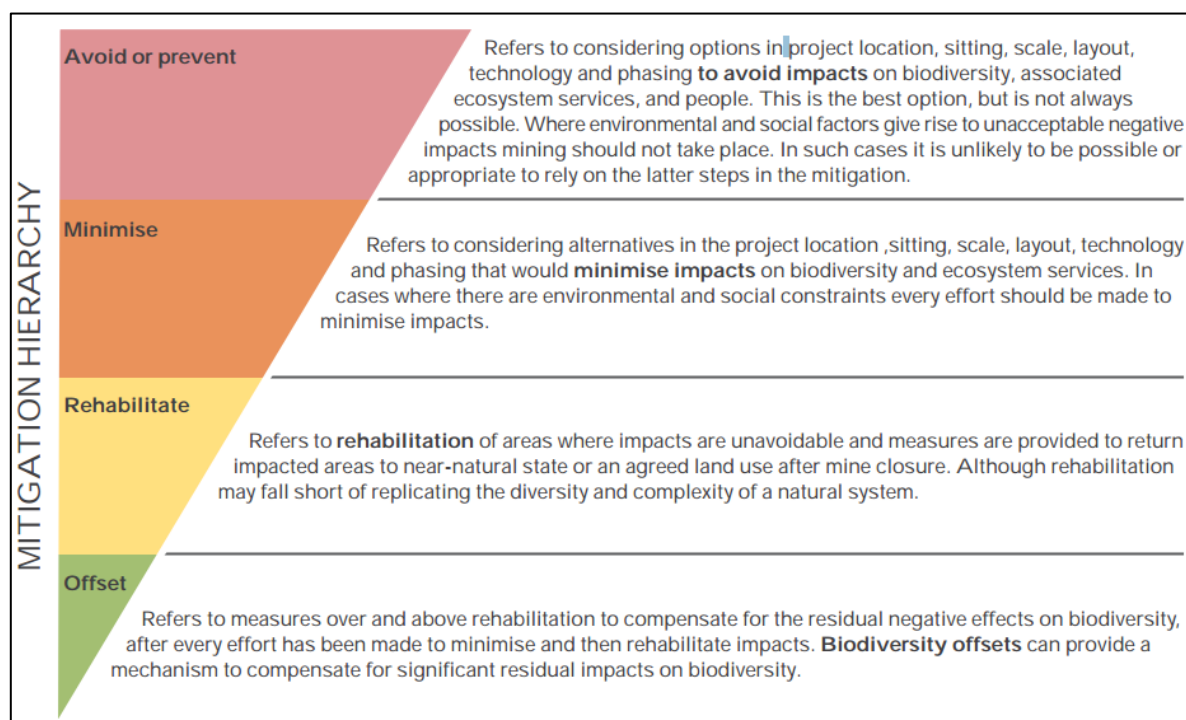 MITIGATION HIERARCHY
Avoid or prevent
Refers to considering options in project location, sitting, scale, layout,
technology and phasing to avoid impacts on biodiversity, associated
ecosystem services, and people. This is the best option, but is not always
possible. Where environmental and social factors give rise to unacceptable negative
impacts mining should not take place. In such cases it is unlikely to be possible or
appropriate to rely on the latter steps in the mitigation.
Minimise
Refers to considering alternatives in the project location ,sitting, scale, layout, technology
and phasing that would minimise impacts on biodiversity and ecosystem services. In
cases where there are environmental and social constraints every effort should be made to
minimise impacts.
Rehabilitate
Refers to rehabilitation of areas where impacts are unavoidable and measures are provided to return
impacted areas to near-natural state or an agreed land use after mine closure. Although rehabilitation
may fall short of replicating the diversity and complexity of a natural system.
Offset
Refers to measures over and above rehabilitation to compensate for the residual negative effects on biodiversity,
after every effort has been made to minimise and then rehabilitate impacts. Biodiversity offsets can provide a
mechanism to compensate for significant residual impacts on biodiversity.